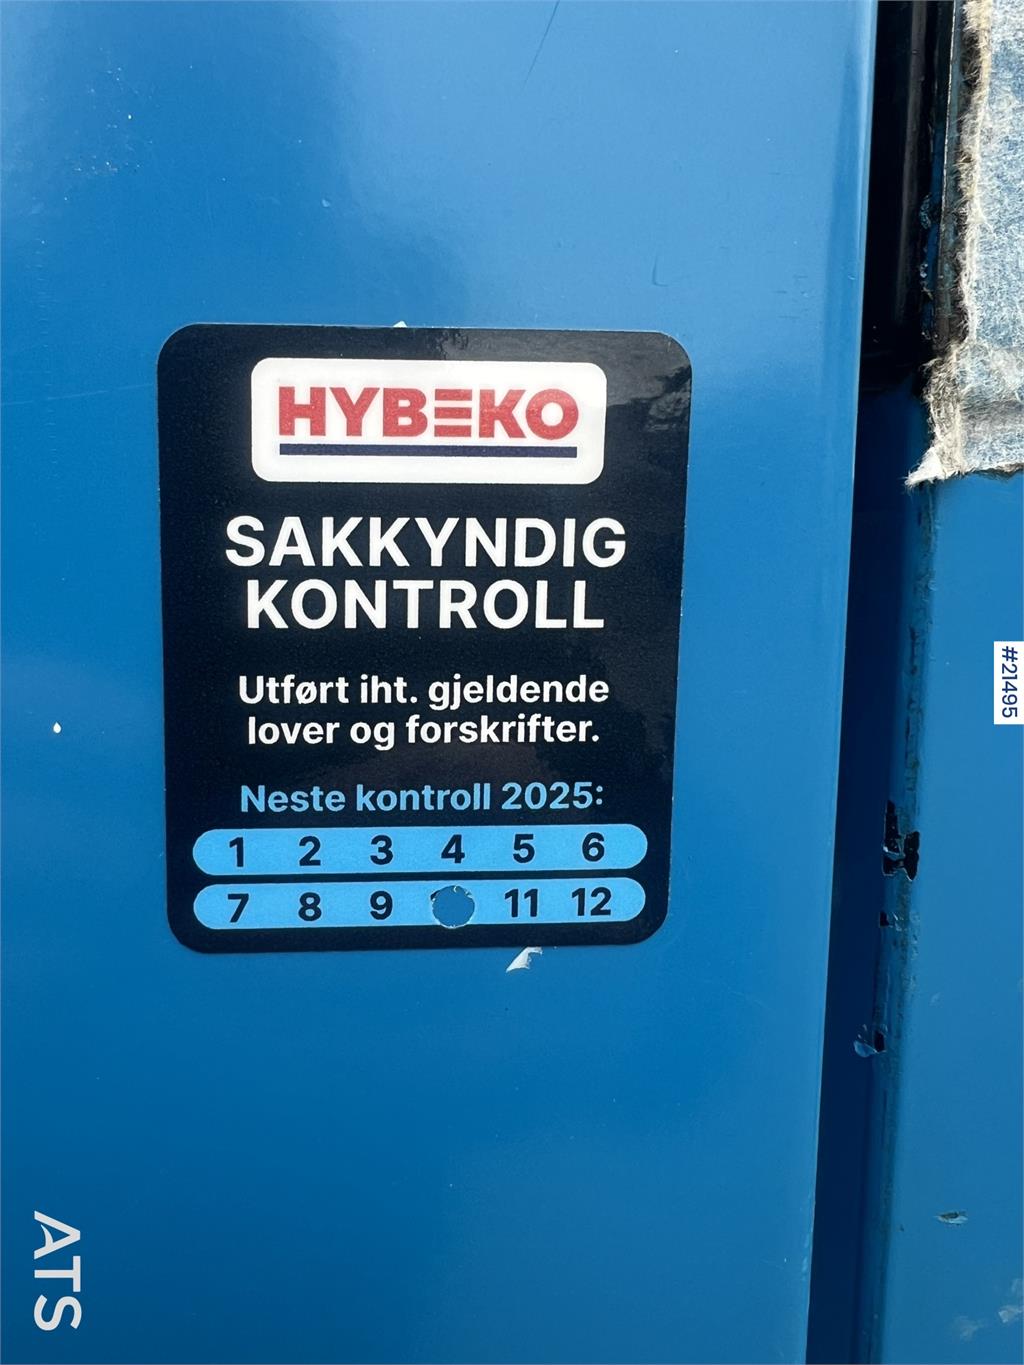 HYBEKO
SAKKYNDIG
KONTROLL
Utført iht. gjeldende
lover og forskrifter.
Neste kontroll 2025:
1 2 3 4 5 6
7 8 9 11 12
#21495
ATS